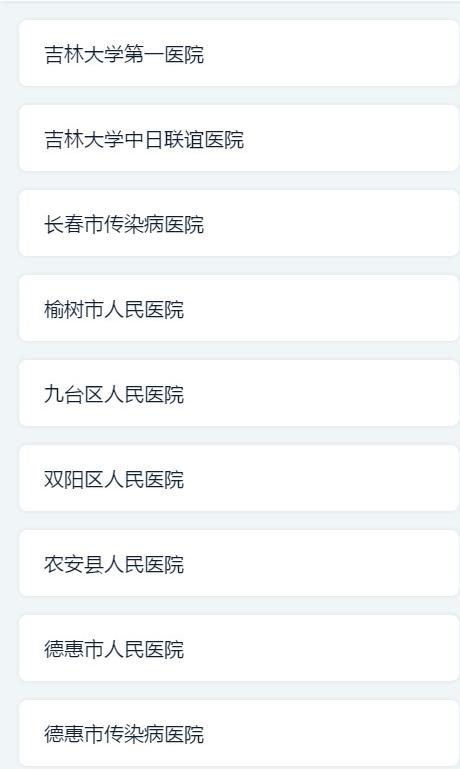 吉林大学第一医院
吉林大学中日联谊医院
长春市传染病医院
榆树市人民医院
九台区人民医院
双阳区人民医院
农安县人民医院
德惠市人民医院
德惠市传染病医院